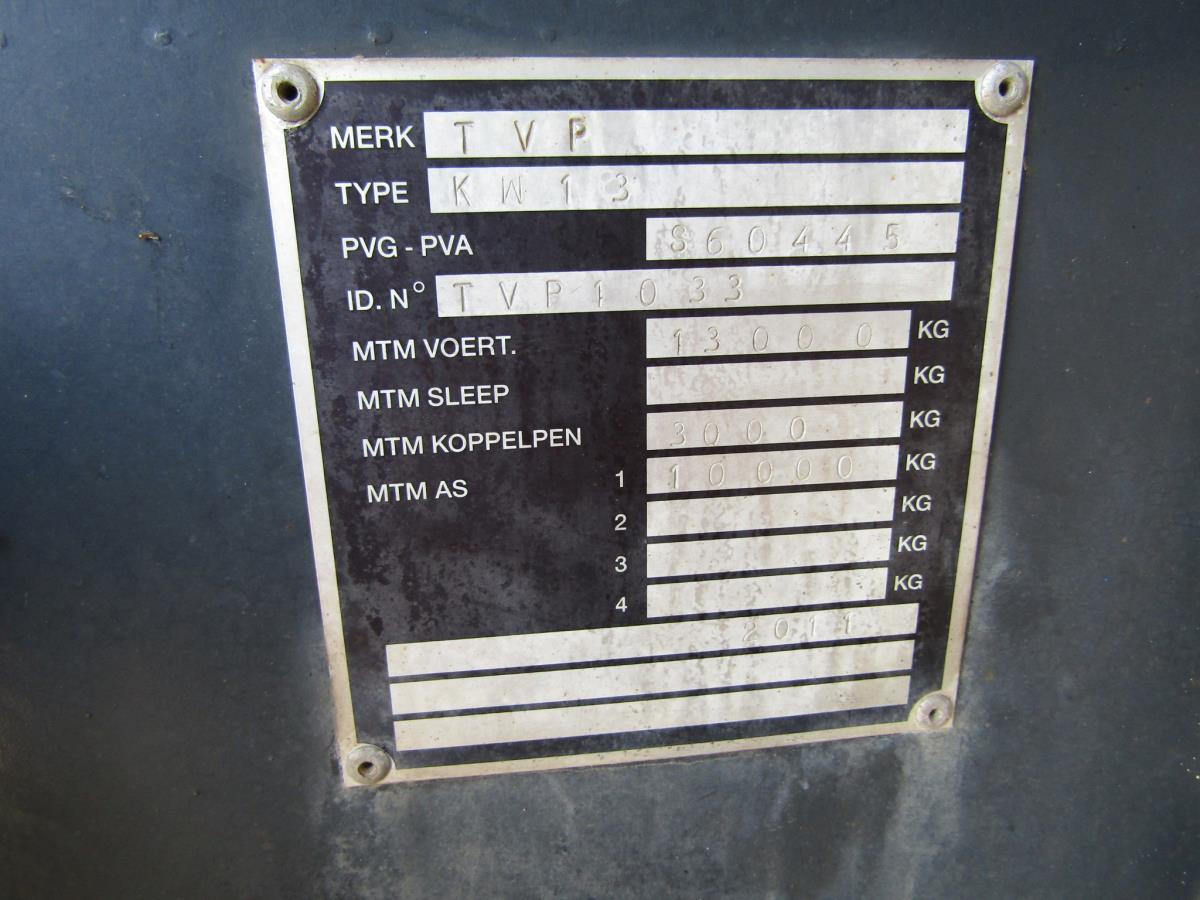 MERK TVP
TYPE KW13
PVG - PVA S60445
ID. N° TVP1033
MTM VOERT. 13000 KG
MTM SLEEP KG
MTM KOPPELPEN 3000 KG
MTM AS 1 10000 KG
2 KG
3 KG
4 KG
2011